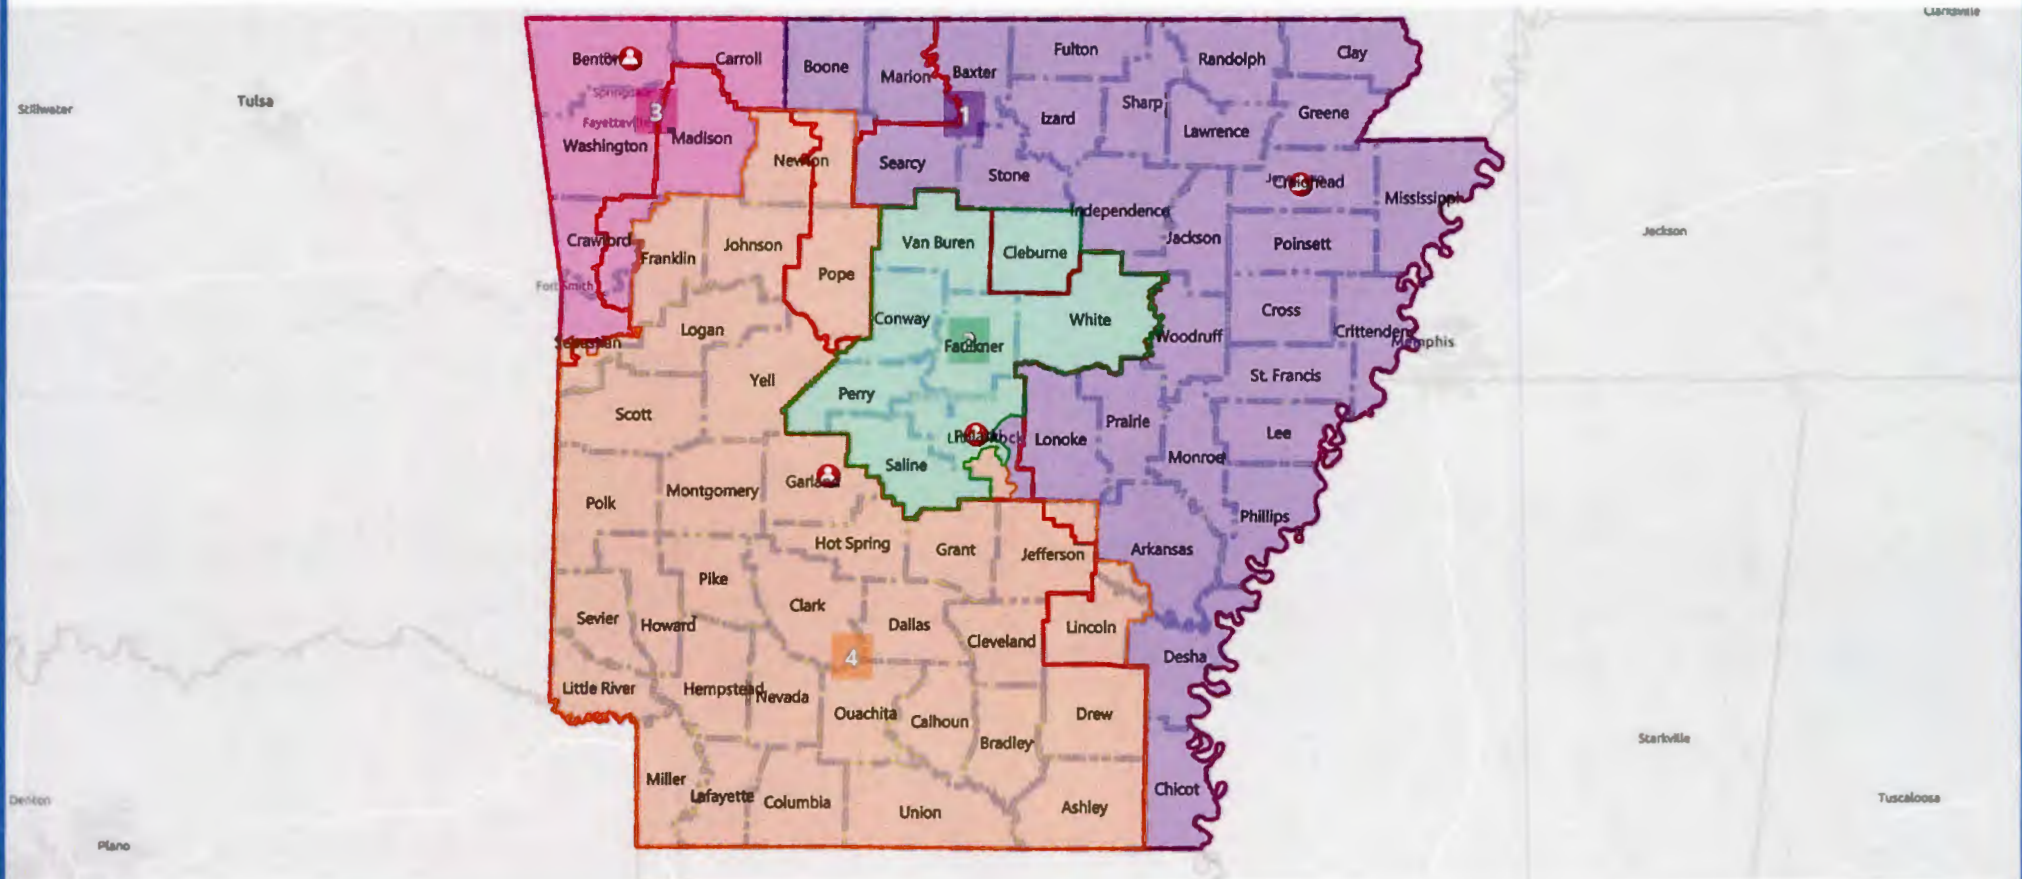 Clarksville
Benton
Carroll
Boone
Marion
Baxter
Fulton
Randolph
Clay
Stillwater
Tulsa
Springdale
3
1
Sharp
Greene
Fayetteville
Madison
Izard
Lawrence
Washington
Newton
Searcy
Stone
Craighead
Mississippi
Independence
Crawford
Johnson
Van Buren
Cleburne
Jackson
Poinsett
Jackson
Franklin
Pope
Fort Smith
Logan
Conway
White
Cross
Sebastian
Faulkner
Woodruff
Crittenden
Memphis
Yell
Perry
St. Francis
Scott
Prairie
Lonoke
Lee
Saline
Monroe
Garland
Montgomery
Polk
Phillips
Hot Spring
Grant
Jefferson
Arkansas
Pike
Clark
Sevier
Howard
Dallas
Cleveland
Lincoln
4
Desha
Little River
Hempstead
Nevada
Ouachita
Calhoun
Drew
Bradley
Starkville
Miller
Lafayette
Columbia
Union
Ashley
Chicot
Denton
Tuscaloosa
Plano